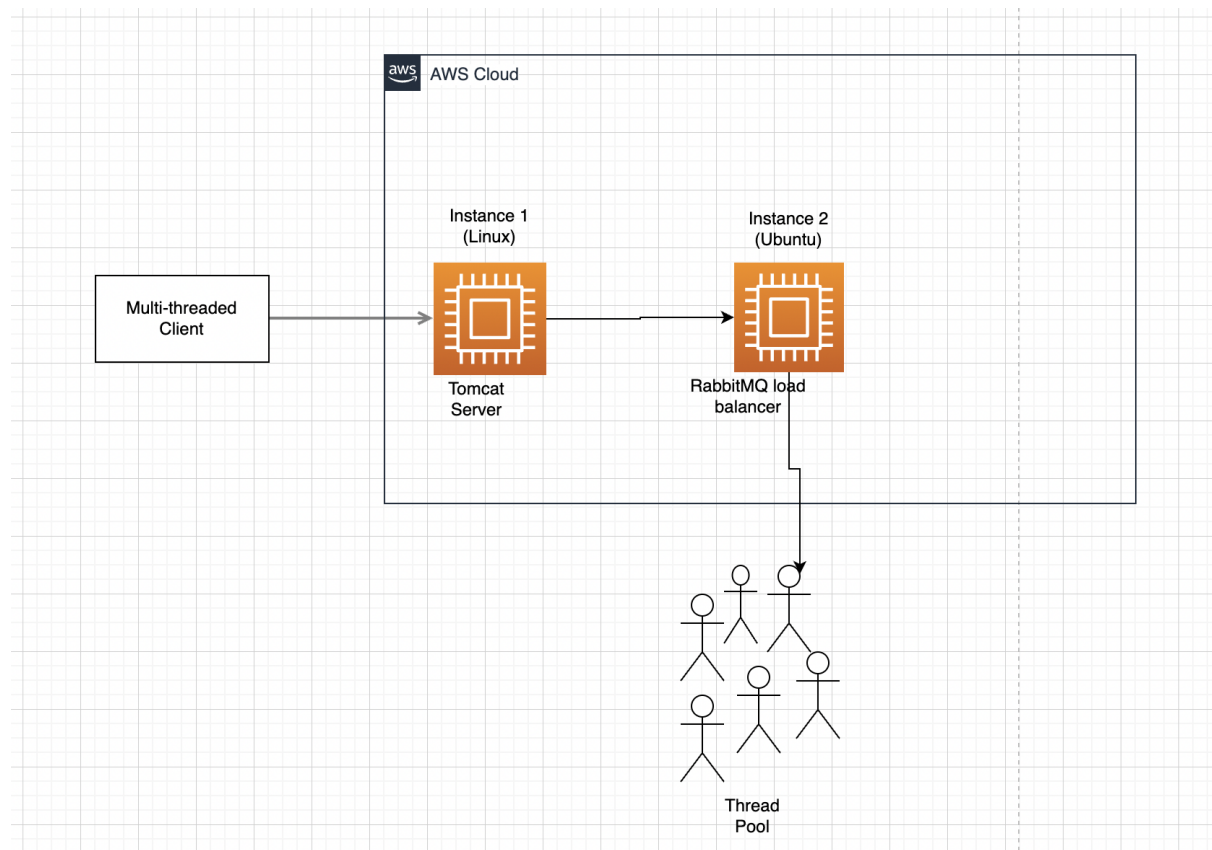 aws
AWS Cloud
Instance 1
(Linux)
Instance 2
(Ubuntu)
Multi-threaded
Client
Tomcat
Server
RabbitMQ load
balancer
Thread
Pool